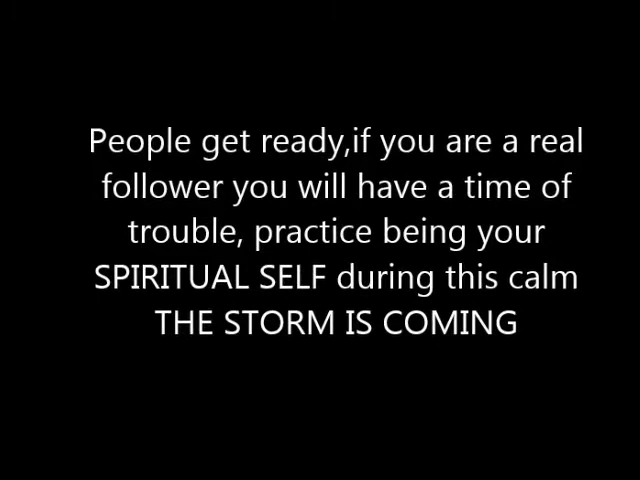 People get ready,if you are a real
follower you will have a time of
trouble, practice being your
SPIRITUAL SELF during this calm
THE STORM IS COMING